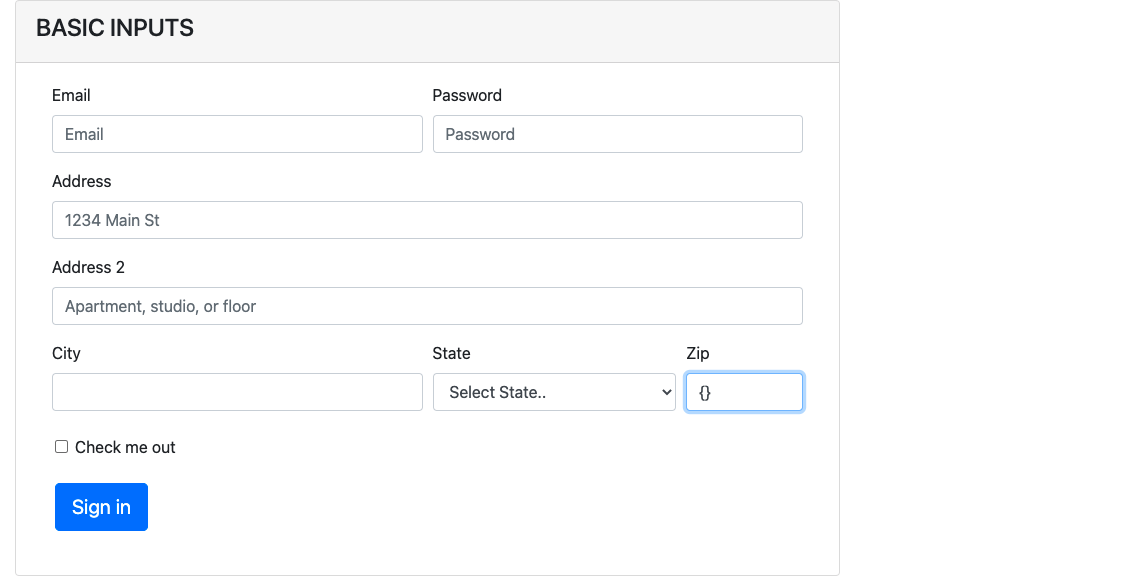 BASIC INPUTS
Email Password
Email Password
Address
1234 Main St
Address 2
Apartment, studio, or floor
City State Zip
Select State.. {}
Check me out
Sign in